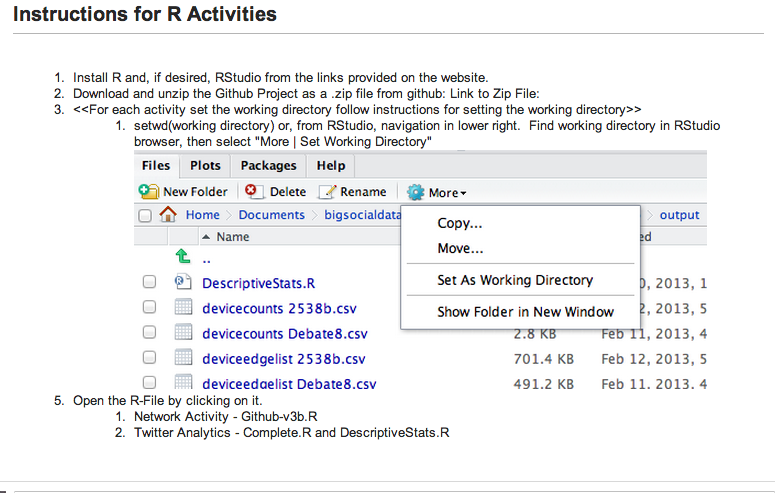 Instructions for R Activities
1. Install R and, if desired, RStudio from the links provided on the website.
2. Download and unzip the Github Project as a .zip file from github: Link to Zip File:
3. <<For each activity set the working directory follow instructions for setting the working directory>>
1. setwd(working directory) or, from RStudio, navigation in lower right. Find working directory in RStudio
browser, then select "More | Set Working Directory"
Files Plots Packages Help
New Folder Delete Rename More
Home Documents bigsocialdata output
Copy...
Name
Move...
..
DescriptiveStats.R Set As Working Directory 2013, 1
devicecounts 2538b.csv Show Folder in New Window 2013, 5
devicecounts Debate8.csv 2.8 KB Feb 11, 2013, 4
deviceedgelist 2538b.csv 701.4 KB Feb 12, 2013, 5
deviceedgelist Debate8.csv 491.2 KB Feb 11. 2013. 4
5. Open the R-File by clicking on it.
1. Network Activity - Github-v3b.R
2. Twitter Analytics - Complete.R and DescriptiveStats.R